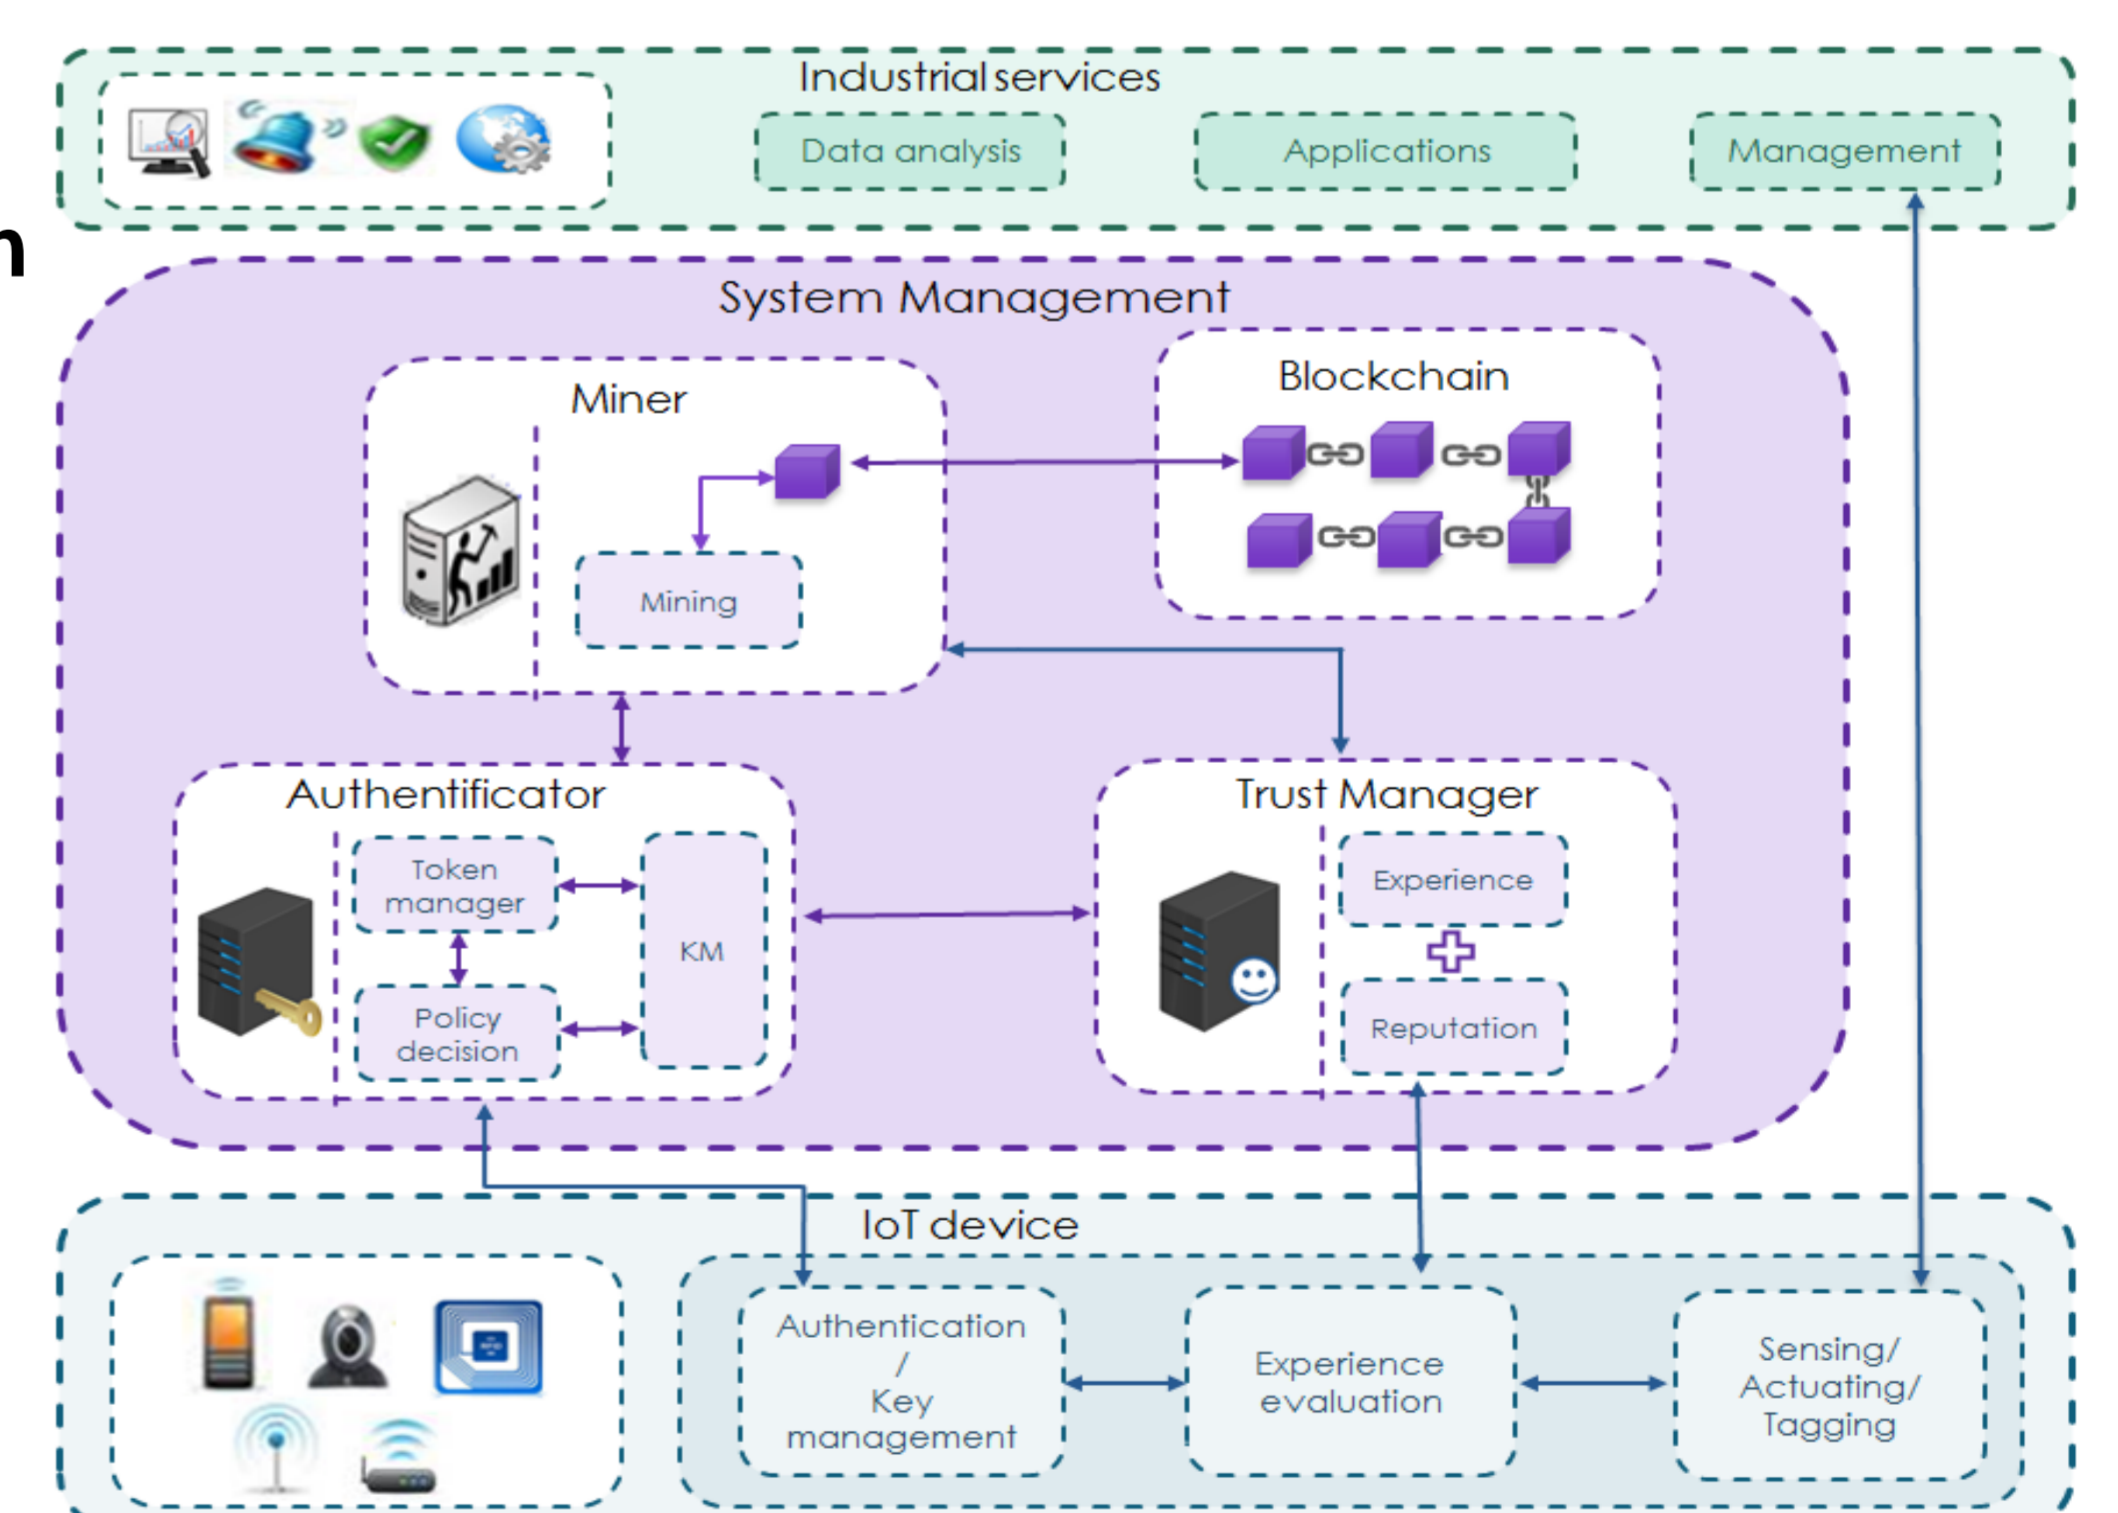 Industrial services
Data analysis
Applications
Management
n
System Management
Miner
Blockchain
Mining
Authentificator
Trust Manager
Token
manager
KM
Policy
decision
Experience
Reputation
IoT device
Authentication
/
Key
management
Experience
evaluation
Sensing/
Actuating/
Tagging